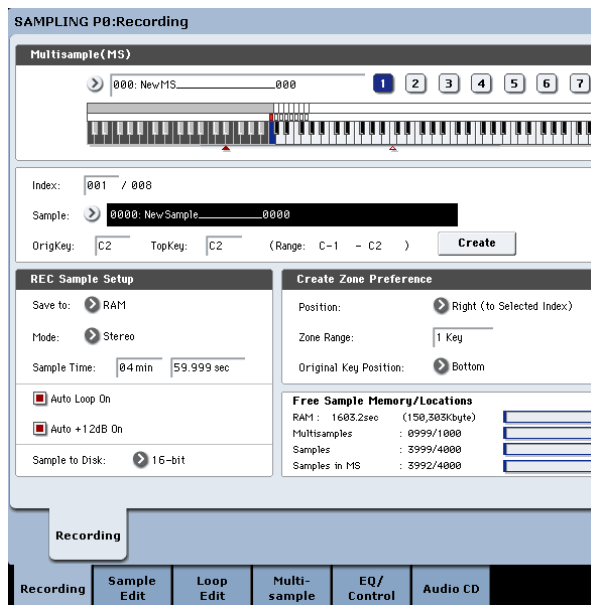 SAMPLING P0:Recording
Multisample(MS)
000: NewMS____________000 1 2 3 4 5 6 7
Index: 001 / 008
Sample: 0000: NewSample________0000
OrigKey: C2 TopKey: C2 (Range: C-1 - C2 ) Create
REC Sample Setup
Save to: RAM
Mode: Stereo
Sample Time: 04 min 59.999 sec
Auto Loop On
Auto +12dB On
Sample to Disk: 16-bit
Create Zone Preference
Position: Right (to Selected Index)
Zone Range: 1 Key
Original Key Position: Bottom
Free Sample Memory/Locations
RAM : 1603.2sec (150,303Kbyte)
Multisamples : 0999/1000
Samples : 3999/4000
Samples in MS : 3992/4000
Recording
Recording Sample Edit Loop Edit Multi-sample EQ/Control Audio CD